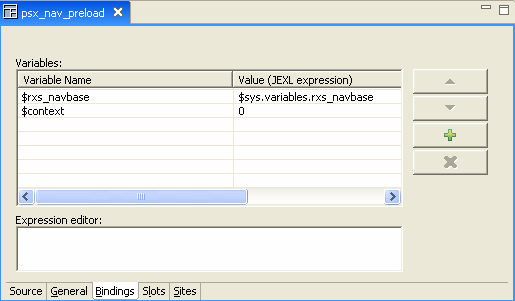 psx_nav_preload
Variables:
Variable Name Value (JEXL expression)
$rxs_navbase $sys.variables.rxs_navbase
$context 0
Expression editor:
Source General Bindings Slots Sites